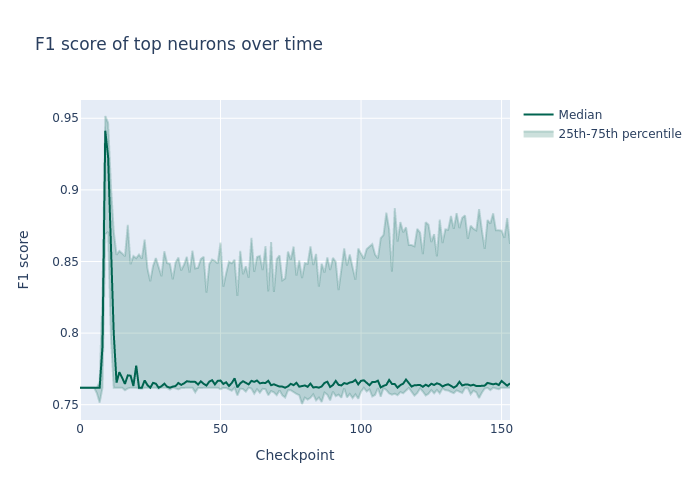 F1 score of top neurons over time
Median
25th-75th percentile
0.95
0.9
0.85
0.8
0.75
F1 score
0 50 100 150
Checkpoint